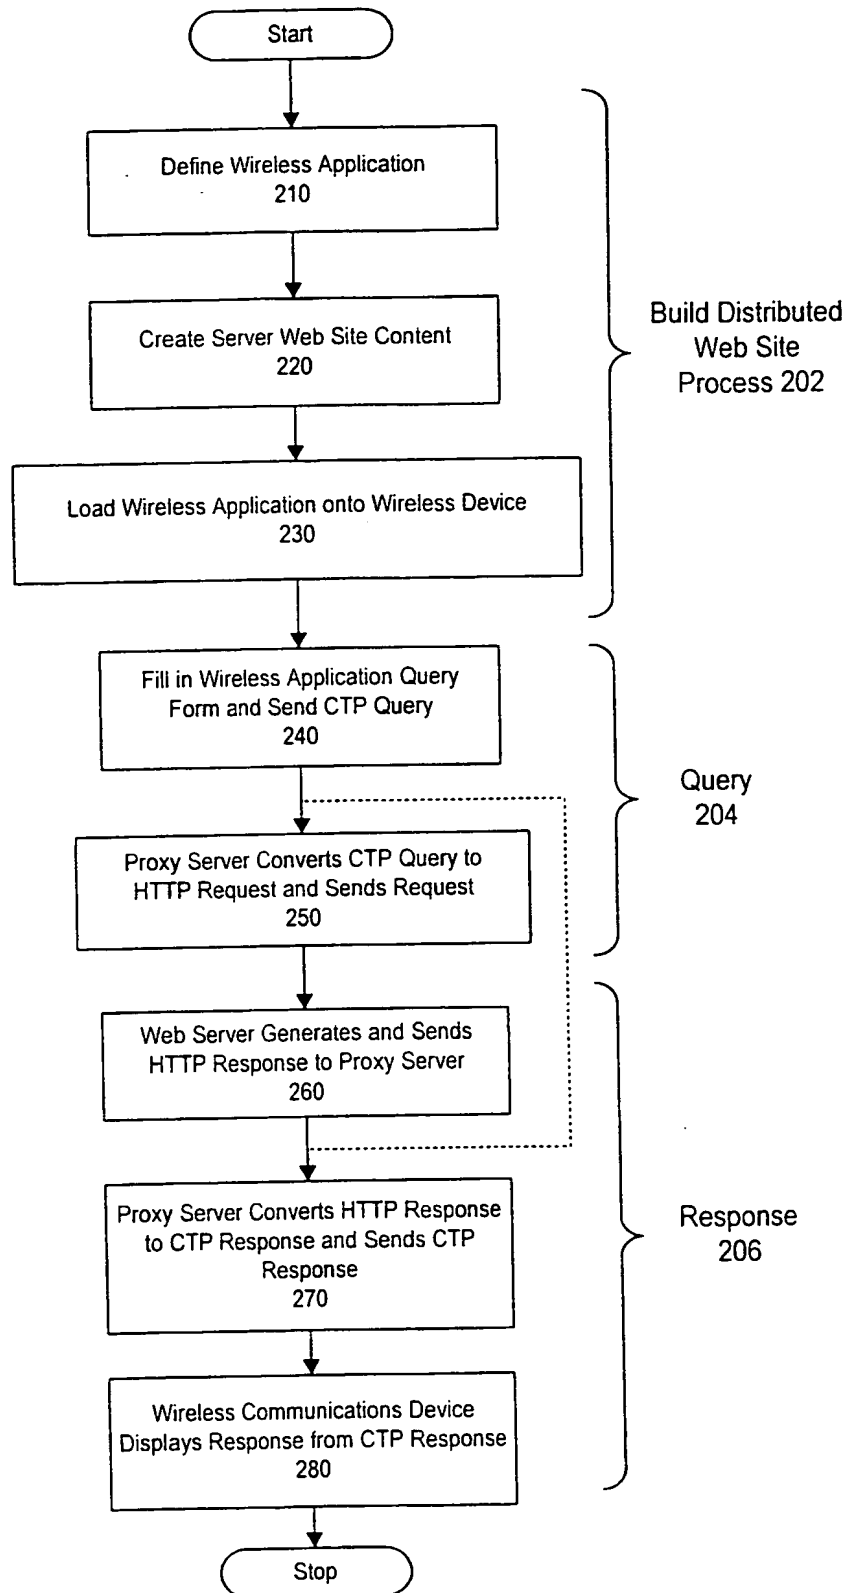 Start
Define Wireless Application
210
Create Server Web Site Content
220
Load Wireless Application onto Wireless Device
230
Build Distributed
Web Site
Process 202
Fill in Wireless Application Query
Form and Send CTP Query
240
Proxy Server Converts CTP Query to
HTTP Request and Sends Request
250
Query
204
Web Server Generates and Sends
HTTP Response to Proxy Server
260
Proxy Server Converts HTTP Response
to CTP Response and Sends CTP
Response
270
Wireless Communications Device
Displays Response from CTP Response
280
Response
206
Stop